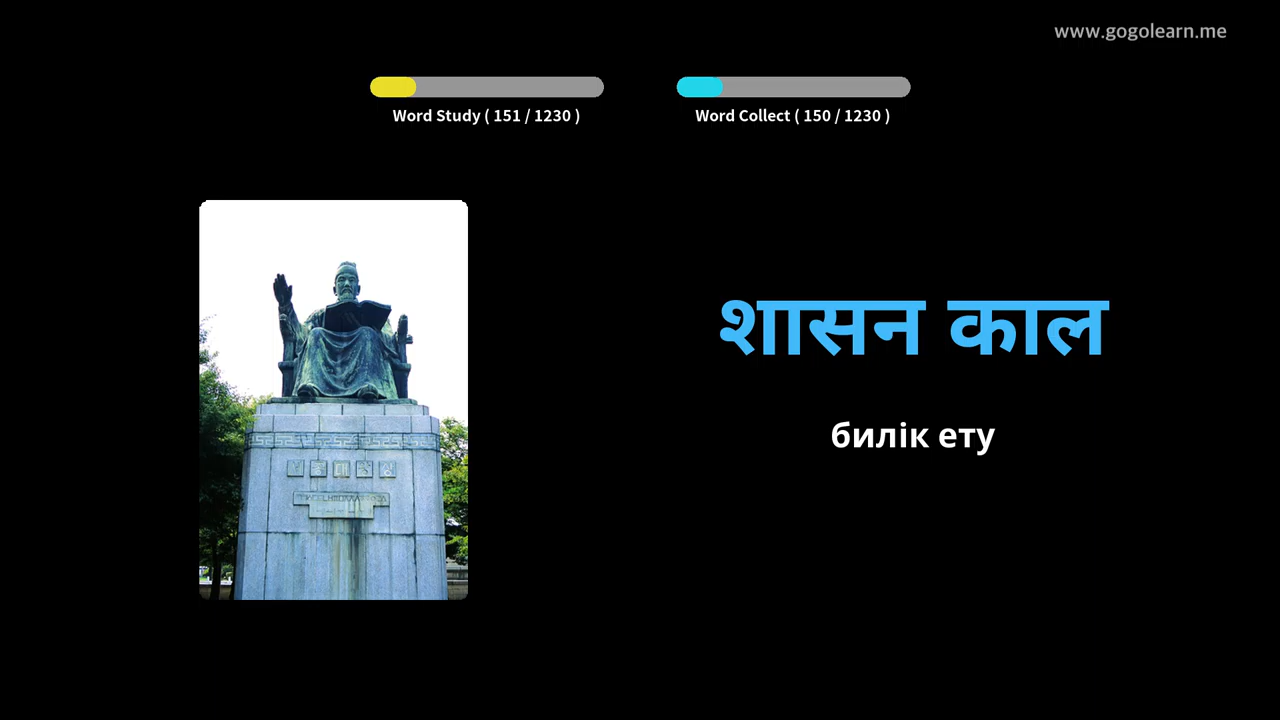 www.gogolearn.me
Word Study ( 151 / 1230 )
Word Collect ( 150 / 1230 )
शासन काल
билік ету